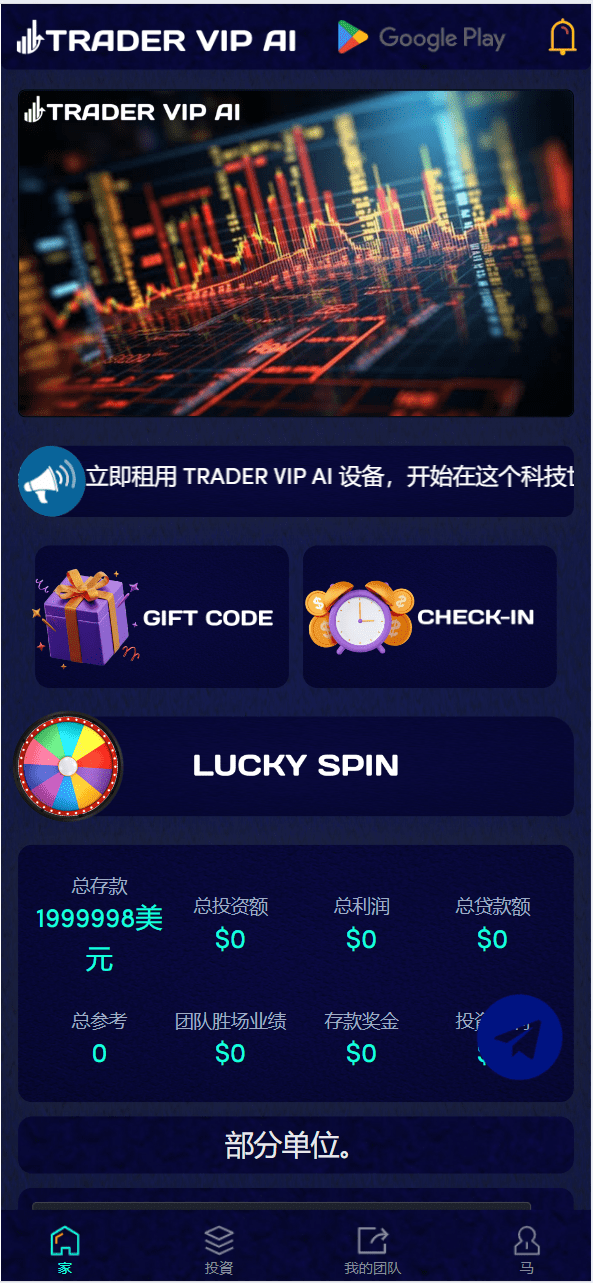 TRADER VIP AI
Google Play
TRADER VIP AI
立即租用 TRADER VIP AI 设备，开始在这个科技
GIFT CODE
CHECK-IN
LUCKY SPIN
总存款
1999998美
元
总投资额
$0
总利润
$0
总贷款额
$0
总参考
0
团队胜场业绩
$0
存款奖金
$0
部分单位。
家
投資
我的团队
马